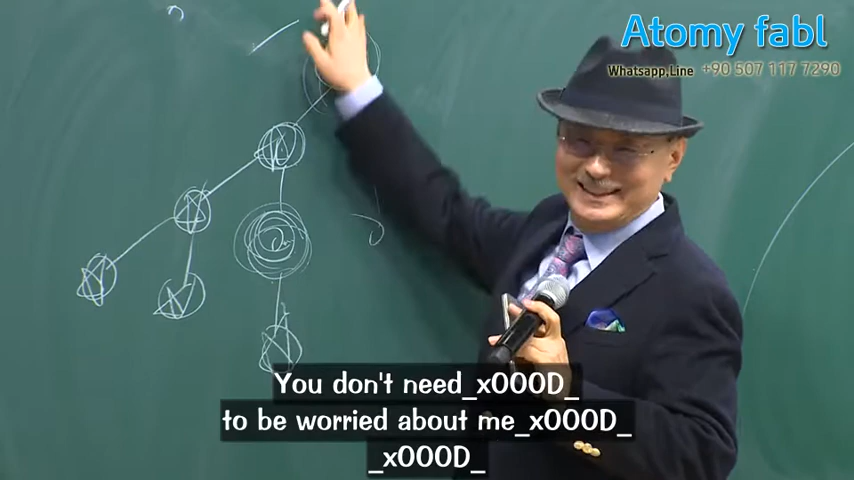 Atomy fabl
Whatsapp,Line +90 507 117 7290
You don't need_x000D_
to be worried about me_x000D_
_x000D_